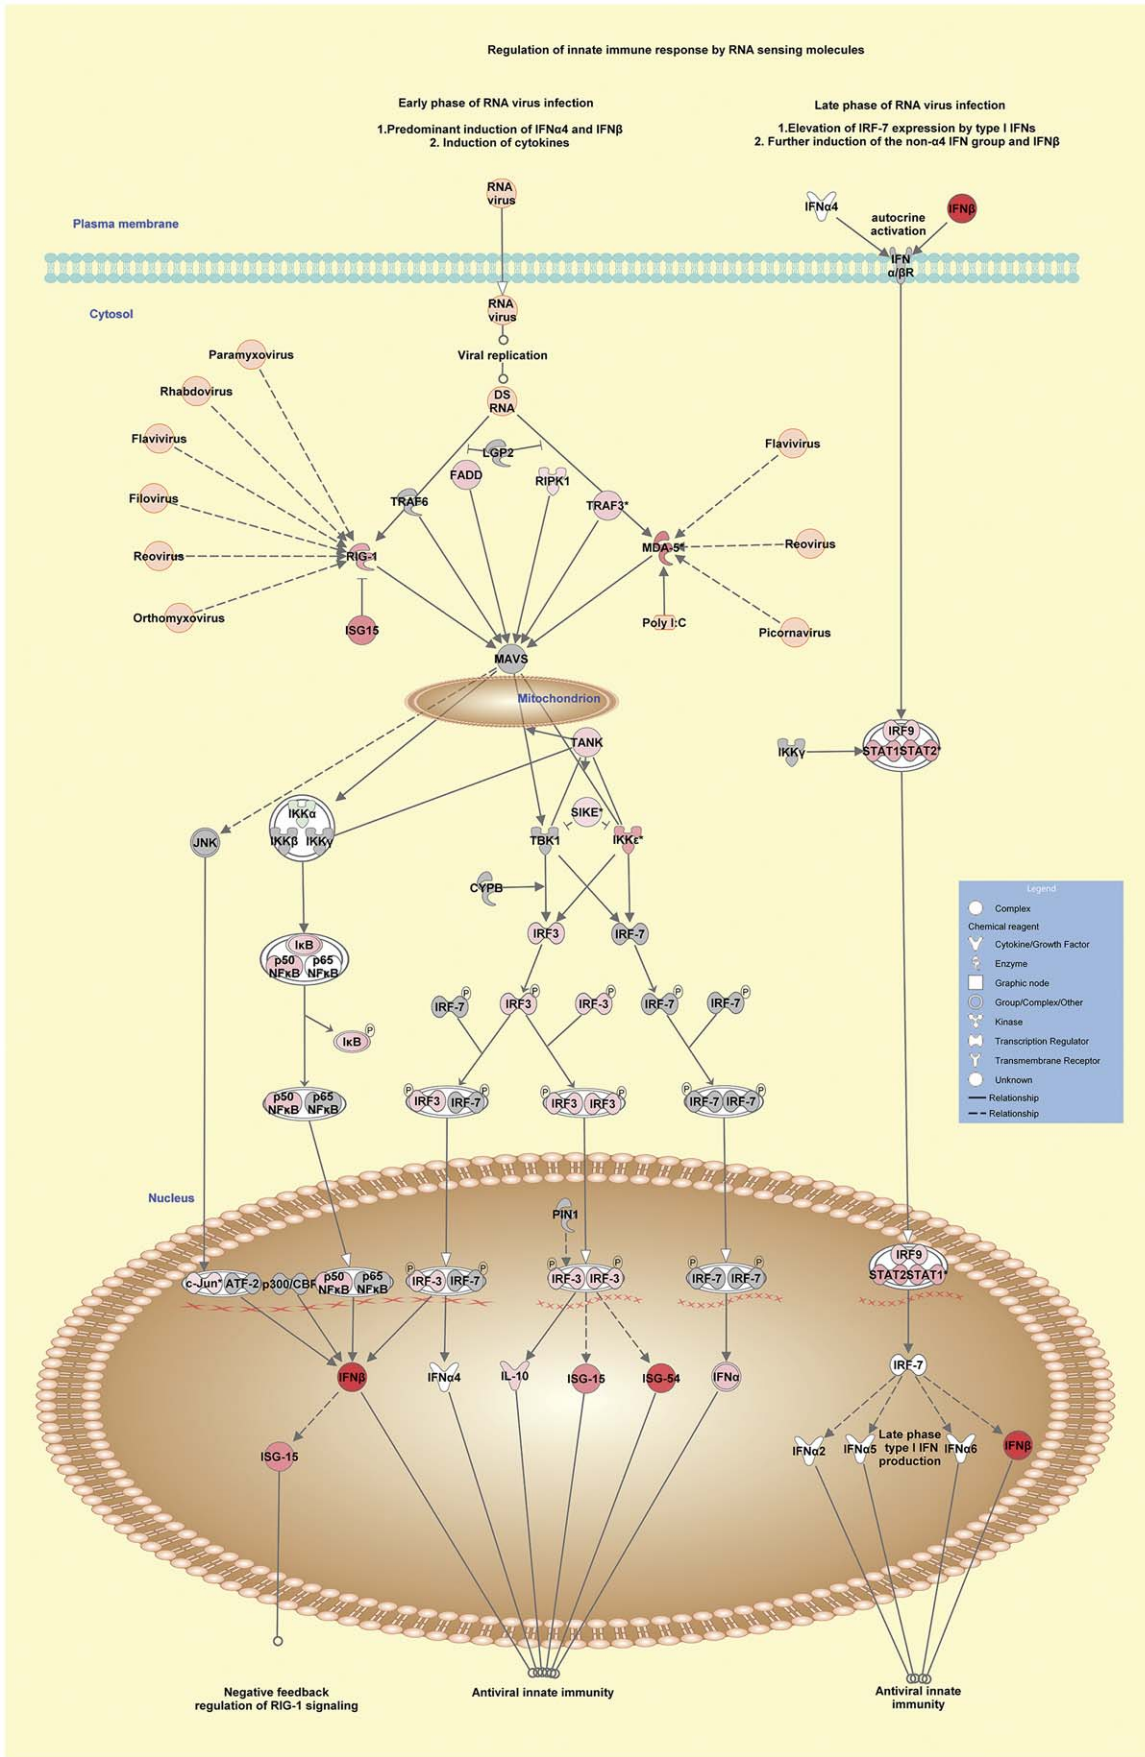 Regulation of innate immune response by RNA sensing molecules
Early phase of RNA virus infection
1.Predominant induction of IFNα4 and IFNβ
2. Induction of cytokines
Late phase of RNA virus infection
1.Elevation of IRF-7 expression by type I IFNs
2. Further induction of the non-α4 IFN group and IFNβ
RNA
virus
IFNα4
IFNβ
autocrine
activation
Plasma membrane
IFN
α/βR
Cytosol
RNA
virus
Viral replication
Paramyxovirus
Rhabdovirus
DS
RNA
Flavivirus
Flavivirus
LGP2
FADD
RIPK1
Filovirus
TRAF6
TRAF3*
Reovirus
RIG-1
MDA-5*
Reovirus
Orthomyxovirus
ISG15
Poly I:C
Picornavirus
MAVS
Mitochondrion
TANK
IRF9
IKKγ
STAT1STAT2*
IKKα
SIKE*
JNK
IKKβ
IKKγ
TBK1
IKKε*
CYPB
Legend
Complex
Chemical reagent
Cytokine/Growth Factor
Enzyme
Graphic node
Group/Complex/Other
Kinase
Transcription Regulator
Transmembrane Receptor
Unknown
Relationship
Relationship
IRF3
IRF-7
IκB
p50
NFκB
p65
NFκB
IRF-7
P
IRF3
P
IRF-3
P
IRF-7
P
IRF-7
P
IκB
P
p50
NFκB
p65
NFκB
P
IRF3
IRF-7
P
P
IRF3
IRF3
P
P
IRF-7
IRF-7
P
Nucleus
PIN1
IRF9
STAT2STAT1*
c-Jun*
ATF-2
p300/CBP
p50
NFκB
p65
NFκB
P
IRF-3
IRF-7
P
P
IRF-3
IRF-3
P
P
IRF-7
IRF-7
P
IFNβ
IFNα4
IL-10
ISG-15
ISG-54
IFNα
IRF-7
ISG-15
IFNα2
IFNα5
Late phase
type I IFN
production
IFNα6
IFNβ
Negative feedback
regulation of RIG-1 signaling
Antiviral innate immunity
Antiviral innate
immunity